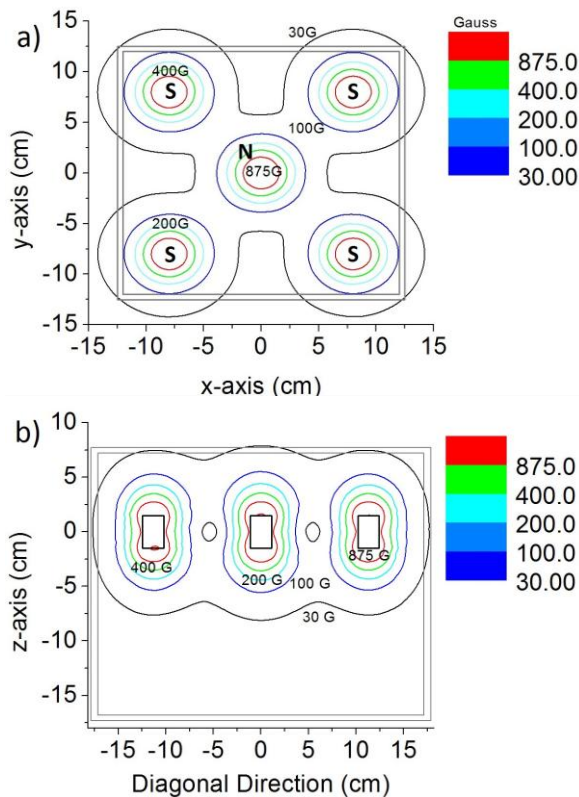 a)
30G
Gauss
400G
S
S
875.0
400.0
200.0
100.0
30.00
100G
N
875G
200G
S
S
15
10
5
0
-5
-10
-15
y-axis (cm)
-15 -10 -5 0 5 10 15
x-axis (cm)
b)
10
5
0
-5
-10
-15
z-axis (cm)
400 G
200 G
875 G
100 G
30 G
875.0
400.0
200.0
100.0
30.00
-15 -10 -5 0 5 10 15
Diagonal Direction (cm)